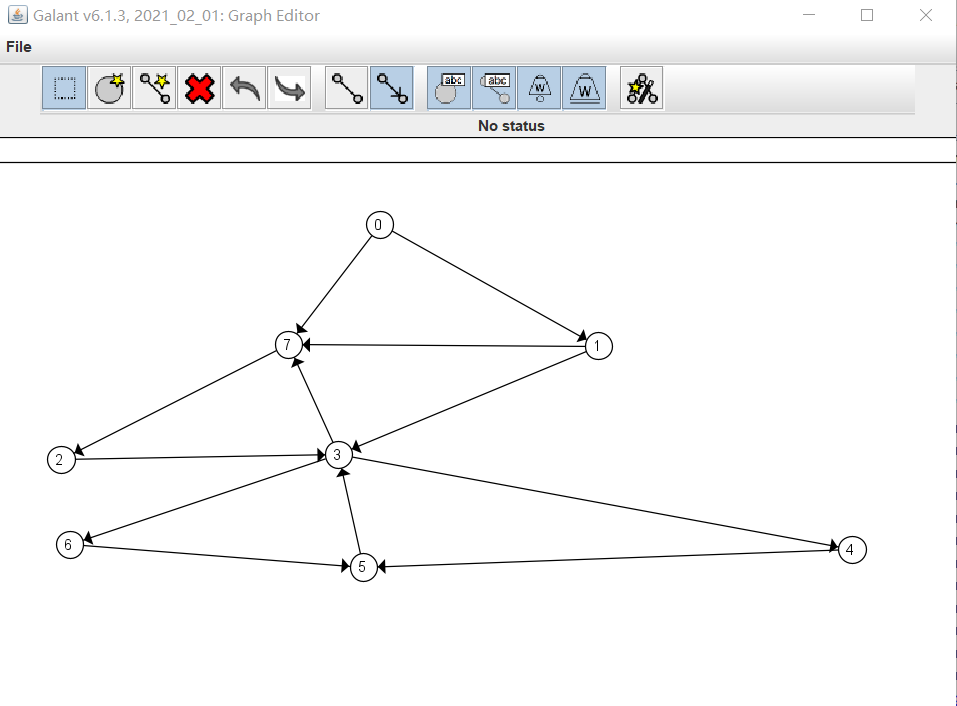 Galant v6.1.3, 2021_02_01: Graph Editor
File
abc abc W W
No status
0
7 1
2 3
6 5 4